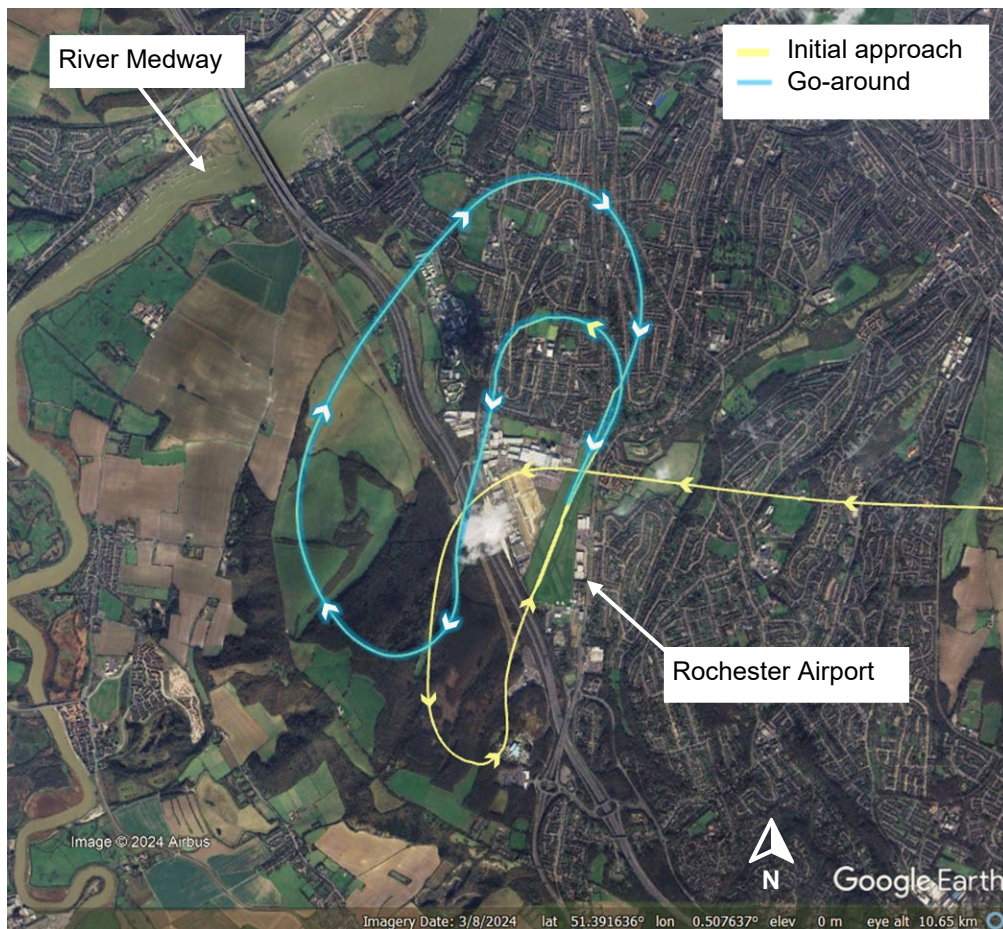 River Medway
Initial approach
Go-around
Rochester Airport
Image © 2024 Airbus
N
Google Earth
Imagery Date: 3/8/2024 lat 51.391636° lon 0.507637° elev 0 m eye alt 10.65 km